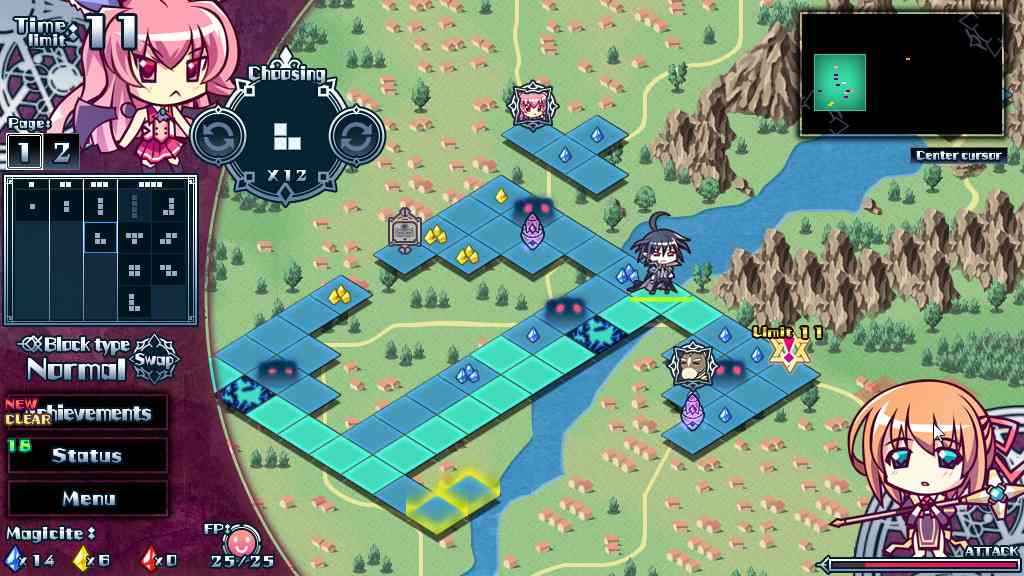 Time limit: 11
Choosing
x12
Page:
1 2
Center cursor
Limit 11
Block type
Normal
Swap
NEW
CLEAR
Achievements
18
Status
Menu
Magicite:
x14 x6 x0
FP:
25/25
ATTACK